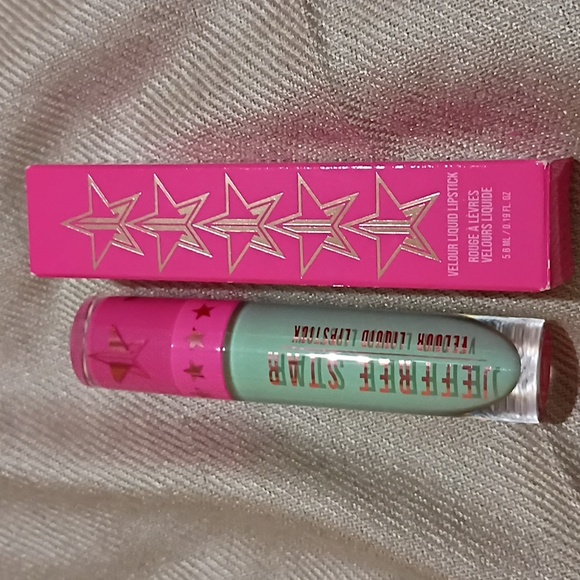 VELOUR LIQUID LIPSTICK
ROUGE À LÈVRES
VELOURS LIQUIDE
5.6 ML / 0.19 FL. OZ
JEFFREE STAR
VELOUR LIQUID LIPSTICK